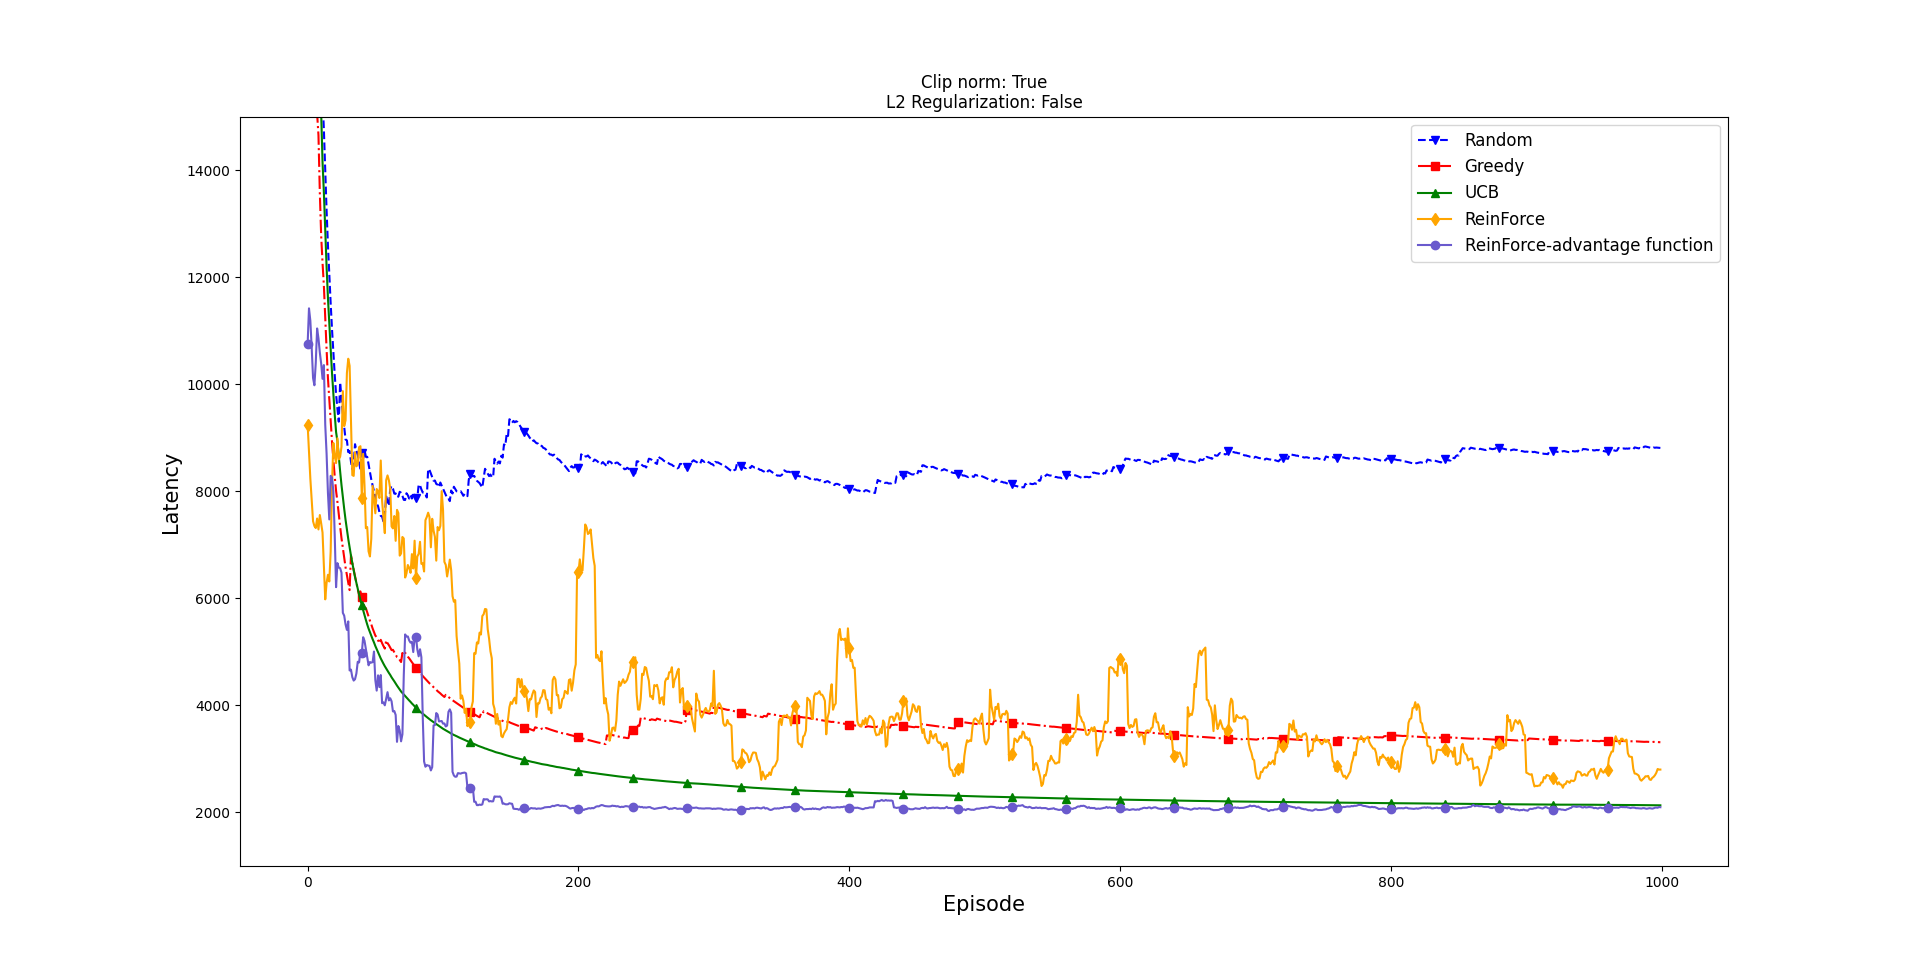 Clip norm: True
L2 Regularization: False
Random
Greedy
UCB
ReinForce
ReinForce-advantage function
14000
12000
10000
8000
6000
4000
2000
Latency
0
200
400
600
800
1000
Episode